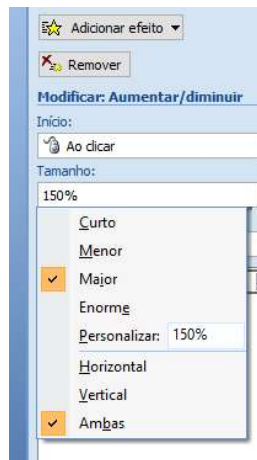 Adicionar efeito
Remover
Modificar: Aumentar/diminuir
Início:
Ao clicar
Tamanho:
150%
Curto
Menor
Maior
Enorme
Personalizar: 150%
Horizontal
Vertical
Ambas